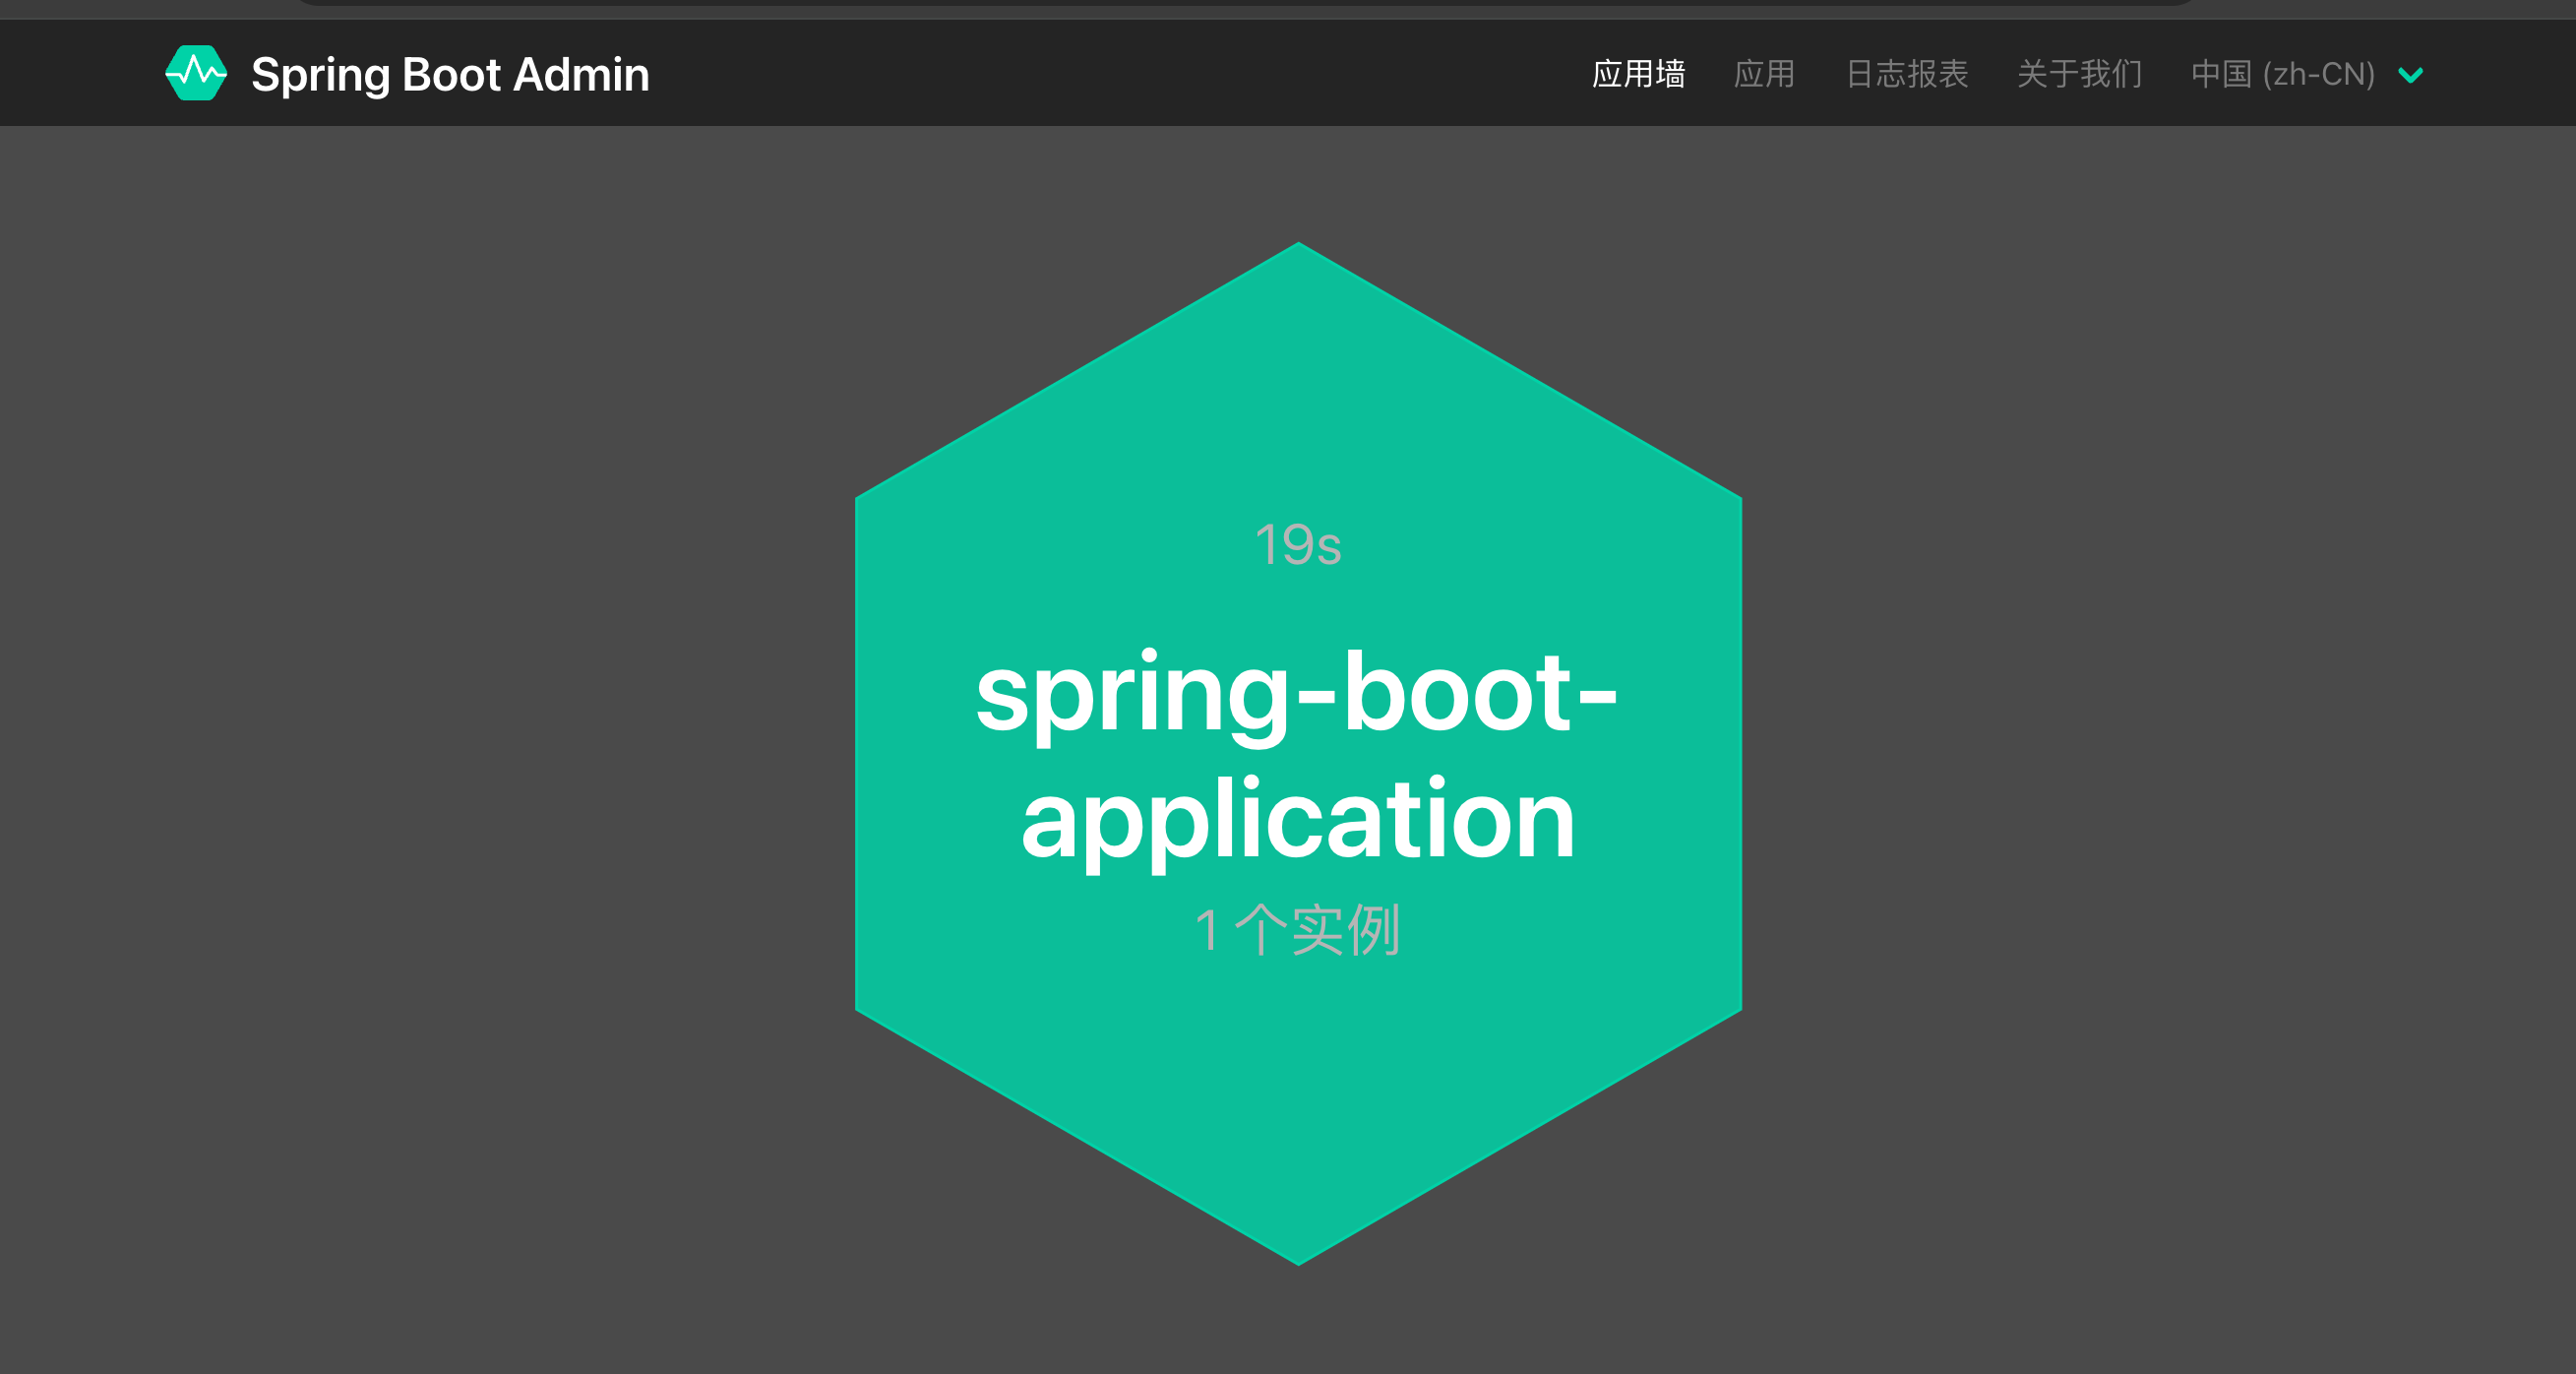 Spring Boot Admin
应用墙
应用
日志报表
关于我们
中国 (zh-CN)
19s
spring-boot-
application
1 个实例